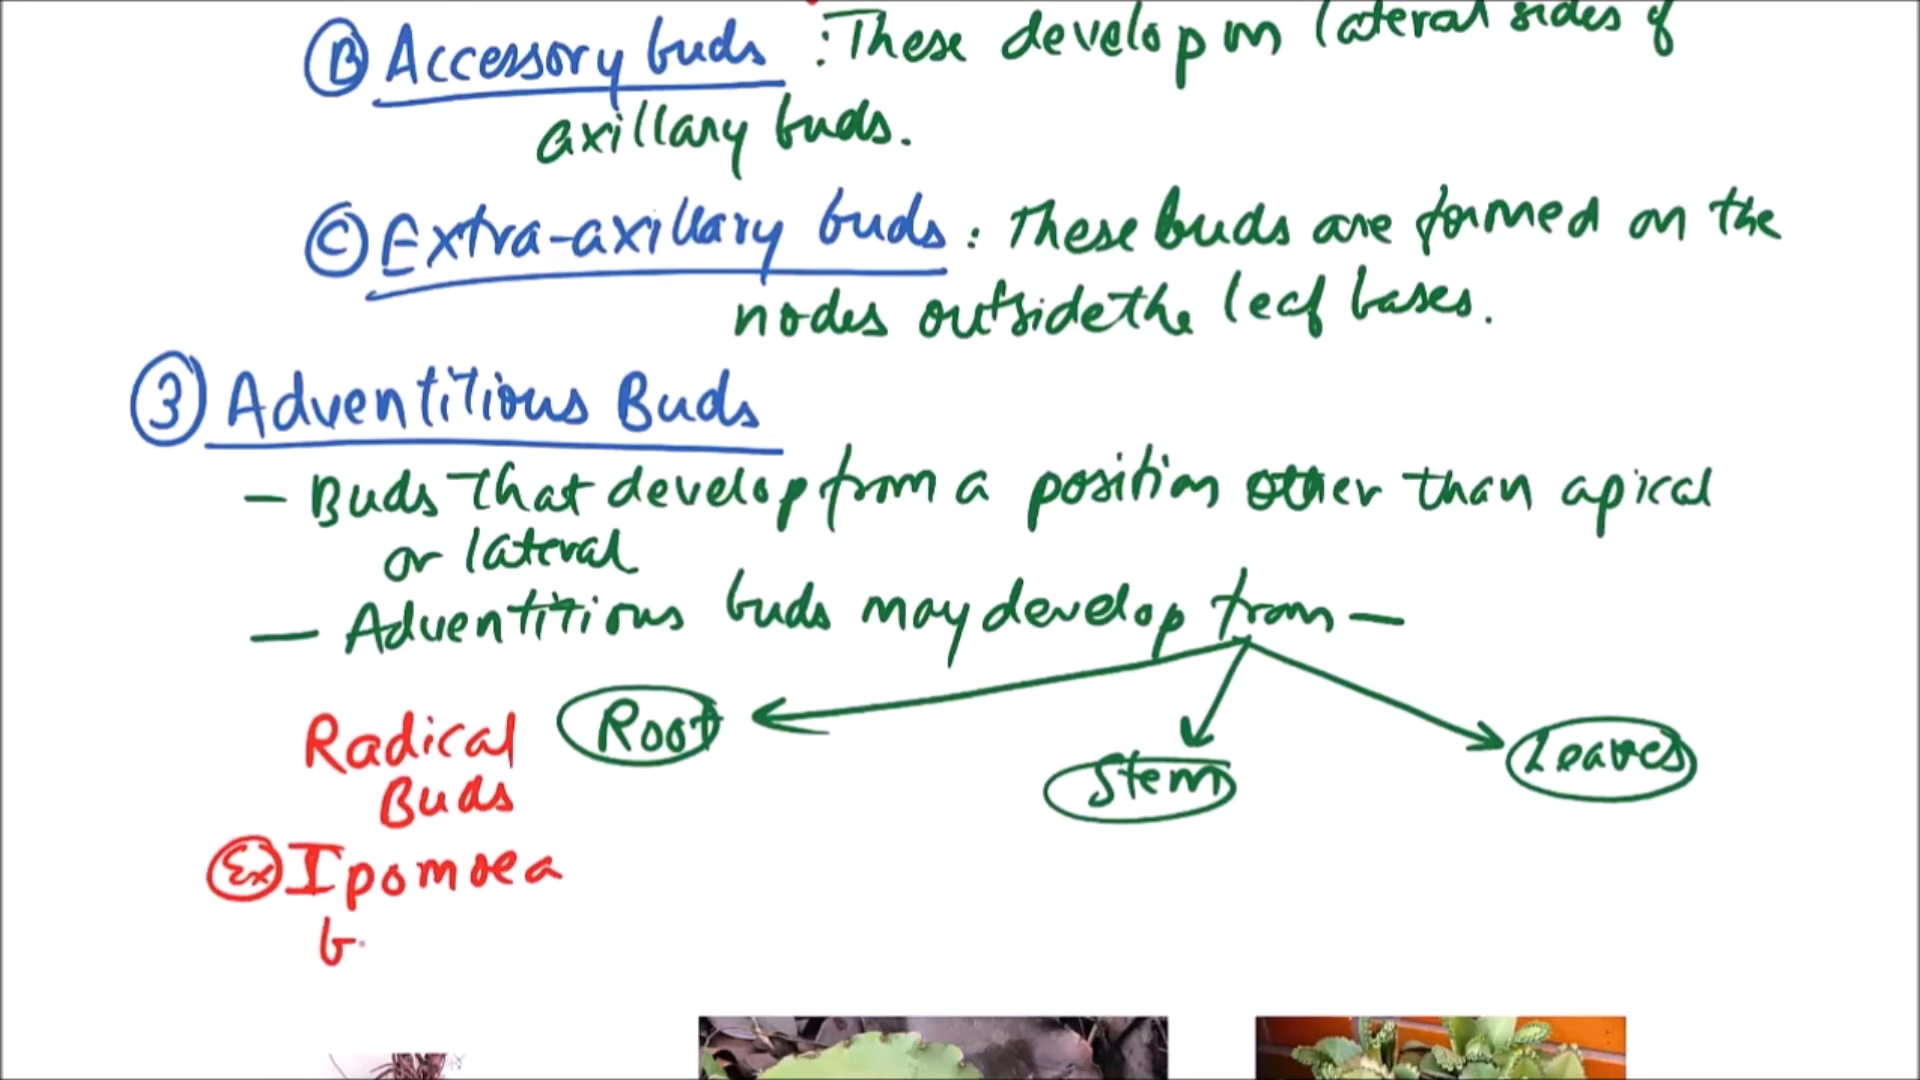 B Accessory buds : These develop on lateral sides of
axillary buds.
C Extra-axillary buds : These buds are formed on the
nodes outside the leaf bases.
3 Adventitious Buds
- Buds that develop from a position other than apical
or lateral
- Adventitious buds may develop from -
Radical Root Stem Leaves
Buds
Ex Ipomoea
b